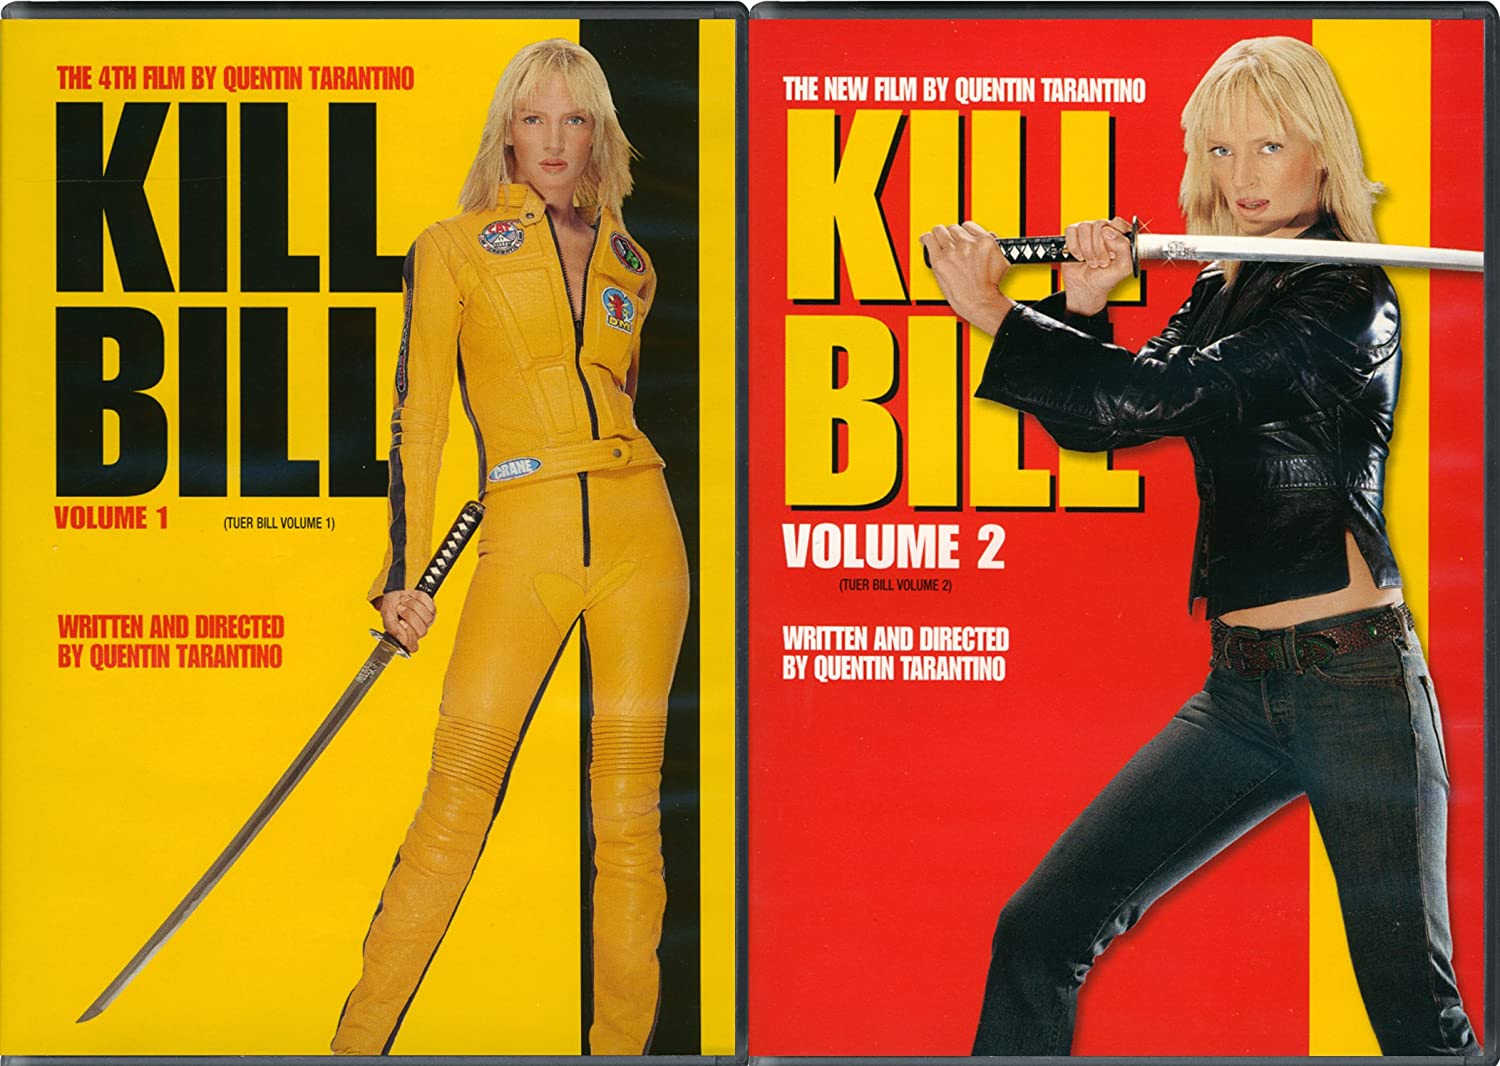 THE 4TH FILM BY QUENTIN TARANTINO
KILL
BILL
VOLUME 1
(TUER BILL VOLUME 1)
WRITTEN AND DIRECTED
BY QUENTIN TARANTINO
CAT
DM
CRANE
THE NEW FILM BY QUENTIN TARANTINO
KILL
BILL
VOLUME 2
(TUER BILL VOLUME 2)
WRITTEN AND DIRECTED
BY QUENTIN TARANTINO